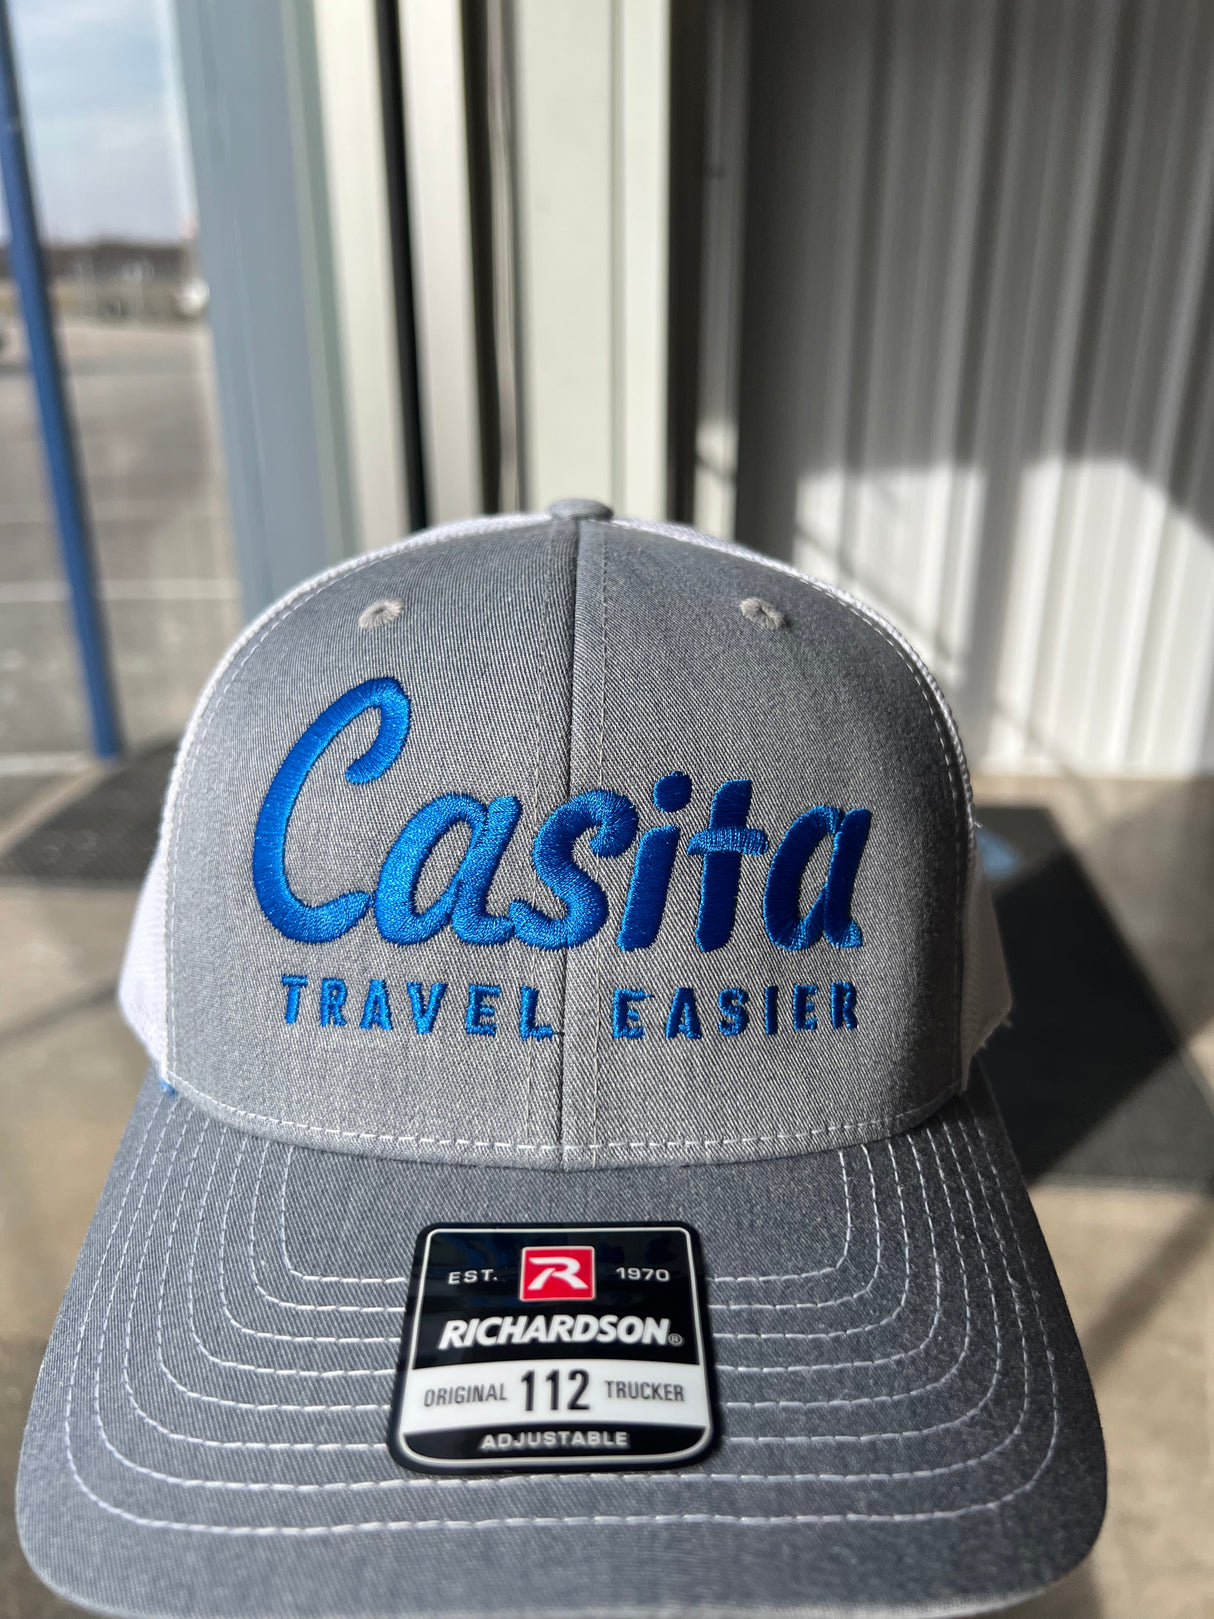 Casita
TRAVEL EASIER
EST. R 1970
RICHARDSON®
ORIGINAL 112 TRUCKER
ADJUSTABLE